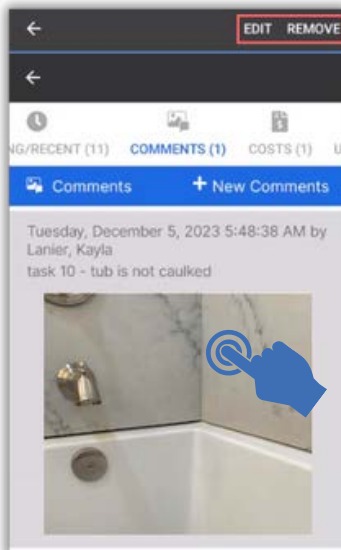 EDIT REMOVE
NG/RECENT (11) COMMENTS (1) COSTS (1)
Comments + New Comments
Tuesday, December 5, 2023 5:48:38 AM by
Lanier, Kayla
task 10 - tub is not caulked